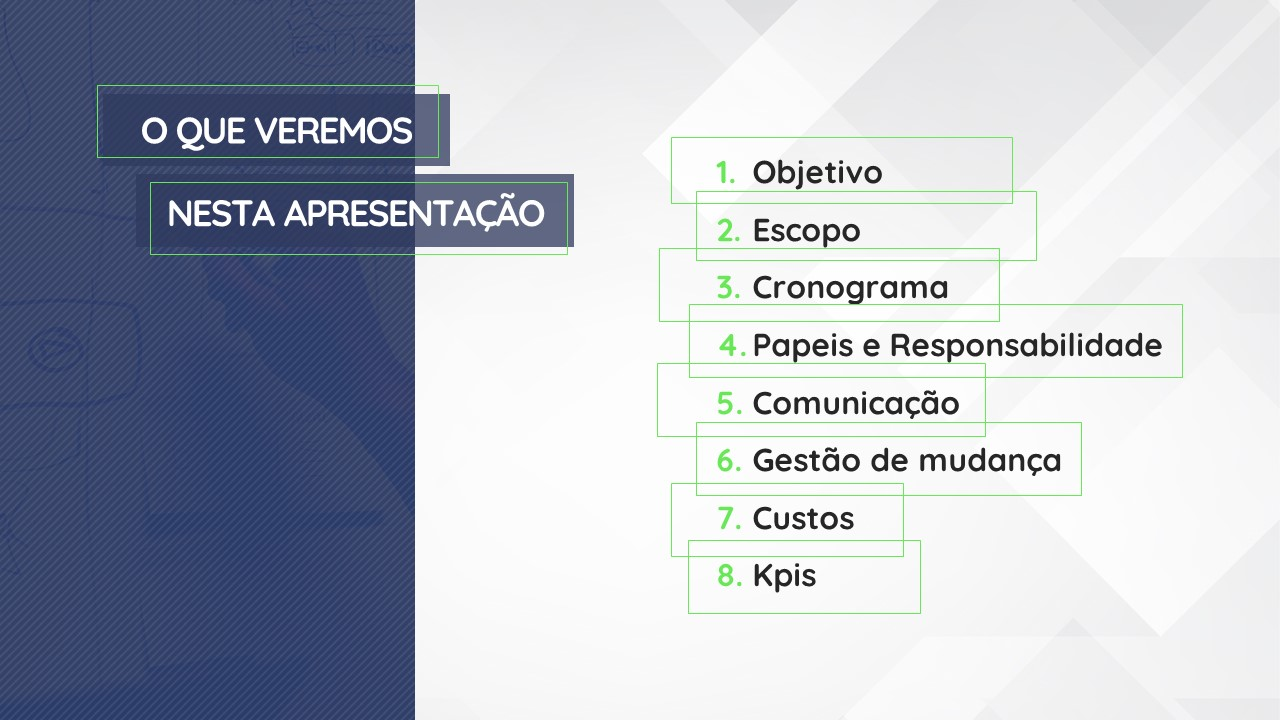 O QUE VEREMOS
NESTA APRESENTAÇÃO
1. Objetivo
2. Escopo
3. Cronograma
4. Papeis e Responsabilidade
5. Comunicação
6. Gestão de mudança
7. Custos
8. Kpis